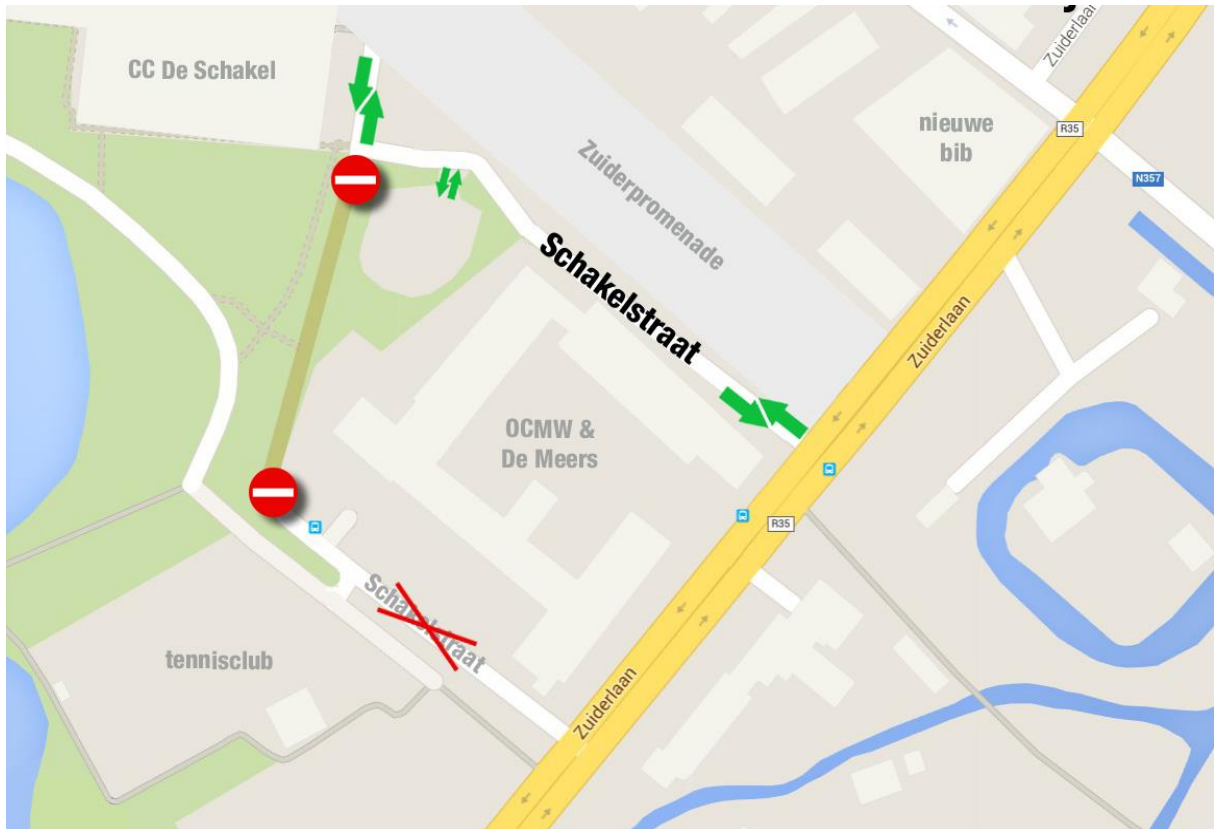 Zuiderlaan
CC De Schakel
nieuwe
bib
R35
N357
Zuiderpromenade
Schakelstraat
Zuiderlaan
OCMW &
De Meers
R35
Schakelstraat
tennisclub
Zuiderlaan